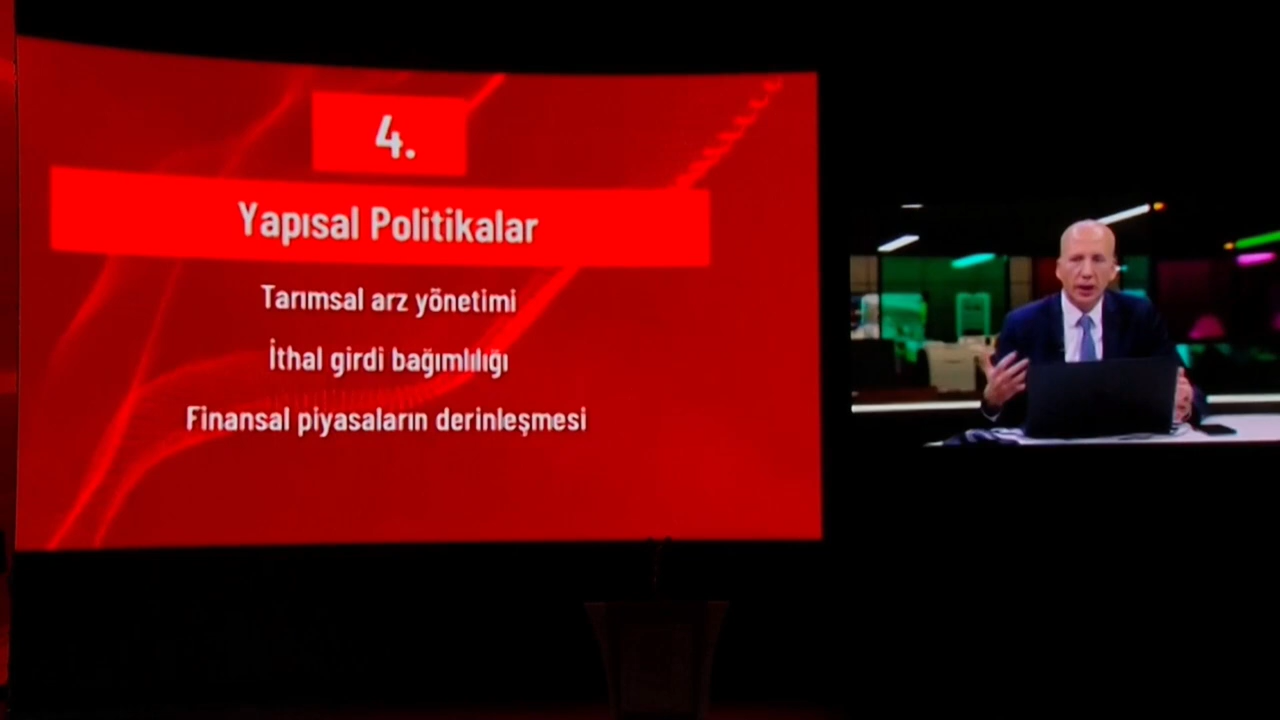 4.
Yapısal Politikalar
Tarımsal arz yönetimi
İthal girdi bağımlılığı
Finansal piyasaların derinleşmesi